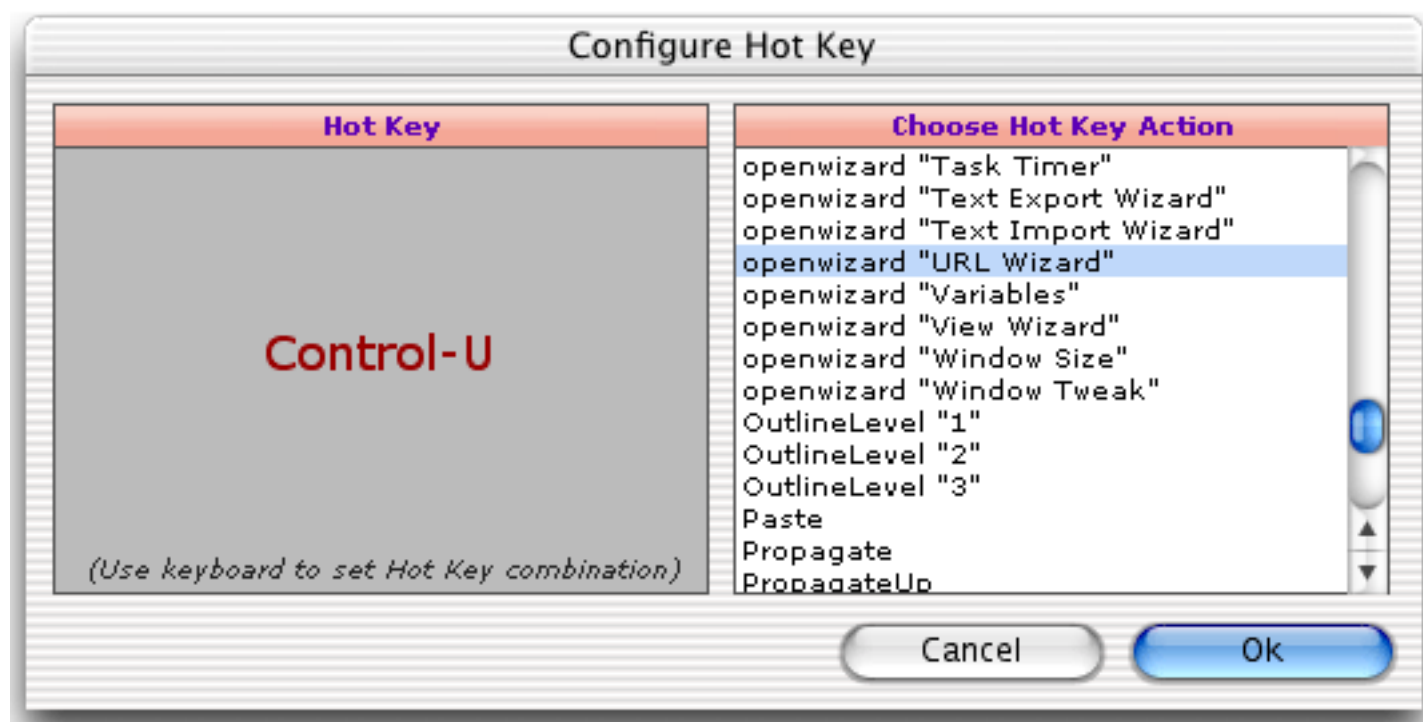 Configure Hot Key
Hot Key
Control-U
(Use keyboard to set Hot Key combination)
Choose Hot Key Action
openwizard "Task Timer"
openwizard "Text Export Wizard"
openwizard "Text Import Wizard"
openwizard "URL Wizard"
openwizard "Variables"
openwizard "View Wizard"
openwizard "Window Size"
openwizard "Window Tweak"
OutlineLevel "1"
OutlineLevel "2"
OutlineLevel "3"
Paste
Propagate
PropagateUp
Cancel
Ok